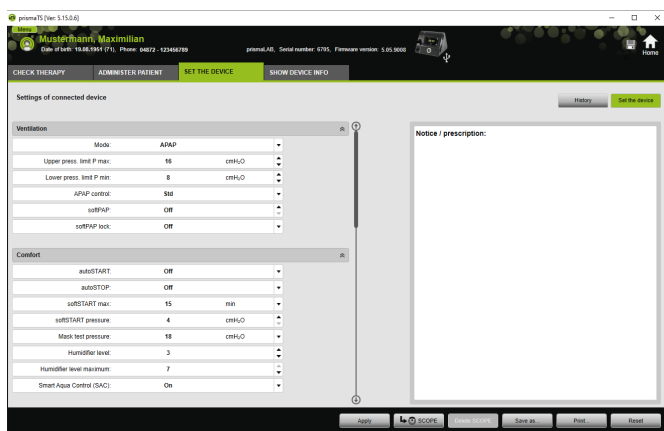 prismaTS [Ver. 5.15.0.6]
Menu
Mustermann, Maximilian
Date of birth: 19.08.1951 (71), Phone: 04872 - 123456789
prismaLAB, Serial number: 6705, Firmware version: 5.05.9008
Home
CHECK THERAPY ADMINISTER PATIENT SET THE DEVICE SHOW DEVICE INFO
Settings of connected device
History Set the device
Ventilation
Mode: APAP
Upper press. limit P max: 16 cmH₂O
Lower press. limit P min: 8 cmH₂O
APAP control: Std
softPAP: Off
softPAP lock: Off
Comfort
autoSTART: Off
autoSTOP: Off
softSTART max: 15 min
softSTART pressure: 4 cmH₂O
Mask test pressure: 18 cmH₂O
Humidifier level: 3
Humidifier level maximum: 7
Smart Aqua Control (SAC): On
Notice / prescription:
Apply SCOPE Delete SCOPE Save as... Print... Reset